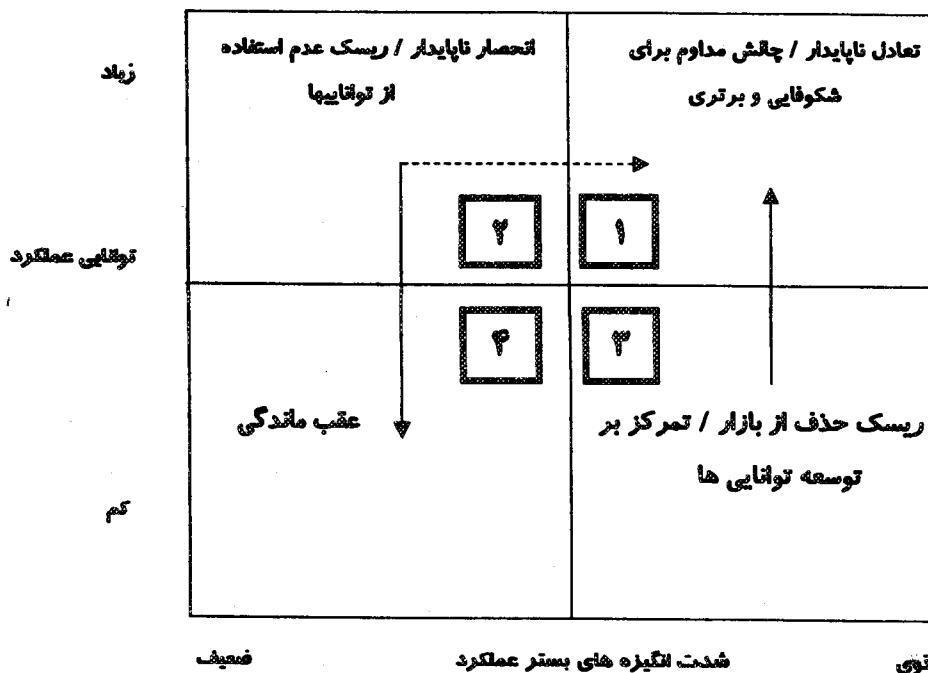 تعادل ناپایدار / چالش مداوم برای
شکوفایی و برتری
انحصار ناپایدار / ریسک عدم استفاده
از تواناییها
زیاد
۱
۲
توانایی عملکرد
۳
۴
ریسک حذف از بازار / تمرکز بر
توسعه توانایی ها
عقب ماندگی
کم
قوی
شدت انگیزه های بستر عملکرد
ضعیف